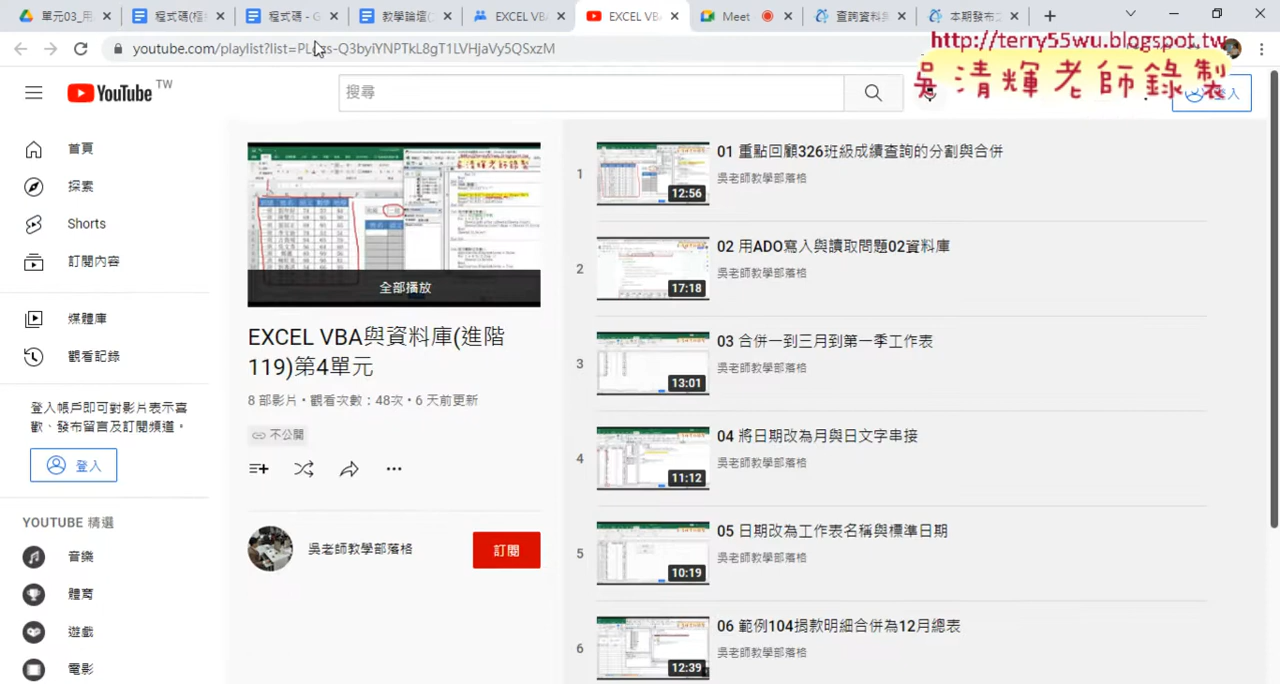 單元03_用
程式碼(框
程式碼 - G
教學論壇(
EXCEL VBA
EXCEL VBA
Meet
查詢資料與
本期發布之
youtube.com/playlist?list=PL
s-Q3byiYNPTkL8gT1LVHjaVy5QSxzM
http://terry55wu.blogspot.tw
吳清輝老師錄製
YouTube TW
搜尋
登入
首頁
探索
Shorts
訂閱內容
媒體庫
觀看記錄
登入帳戶即可對影片表示喜
歡、發布留言及訂閱頻道。
登入
YOUTUBE 精選
音樂
體育
遊戲
電影
全部播放
EXCEL VBA與資料庫(進階
119)第4單元
8 部影片 • 觀看次數:48次 • 6 天前更新
不公開
吳老師教學部落格
訂閱
1
12:56
01 重點回顧326班級成績查詢的分割與合併
吳老師教學部落格
2
17:18
02 用ADO寫入與讀取問題02資料庫
吳老師教學部落格
3
13:01
03 合併一到三月到第一季工作表
吳老師教學部落格
4
11:12
04 將日期改為月與日文字串接
吳老師教學部落格
5
10:19
05 日期改為工作表名稱與標準日期
吳老師教學部落格
6
12:39
06 範例104捐款明細合併為12月總表
吳老師教學部落格